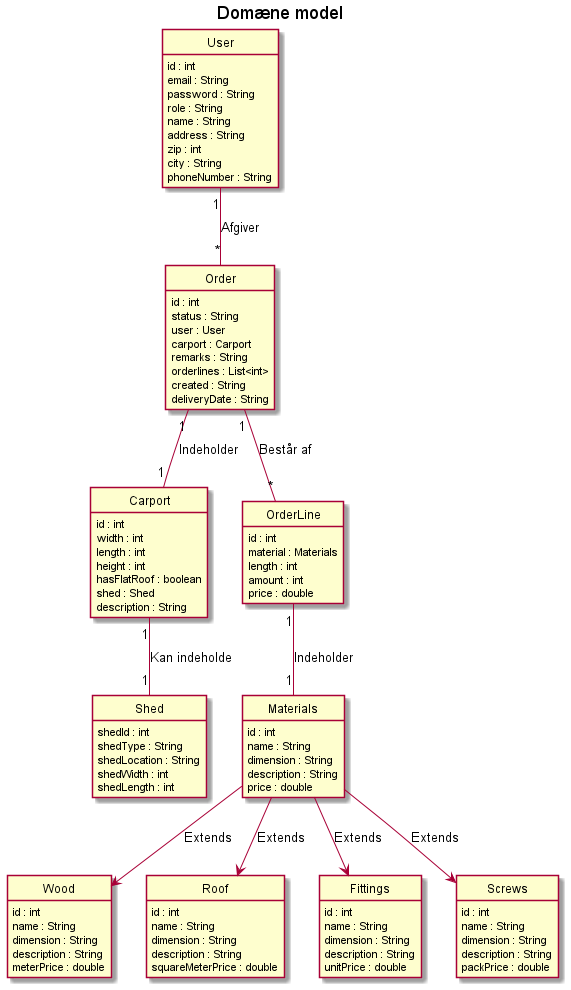 Domæne model
User
id : int
email : String
password : String
role : String
name : String
address : String
zip : int
city : String
phoneNumber : String
1
Afgiver
*
Order
id : int
status : String
user : User
carport : Carport
remarks : String
orderlines : List<int>
created : String
deliveryDate : String
1
Indeholder
1
1
Består af
*
Carport
id : int
width : int
length : int
height : int
hasFlatRoof : boolean
shed : Shed
description : String
OrderLine
id : int
material : Materials
length : int
amount : int
price : double
1
Kan indeholde
1
1
Indeholder
1
Shed
shedId : int
shedType : String
shedLocation : String
shedWidth : int
shedLength : int
Materials
id : int
name : String
dimension : String
description : String
price : double
Extends
Extends
Extends
Extends
Wood
id : int
name : String
dimension : String
description : String
meterPrice : double
Roof
id : int
name : String
dimension : String
description : String
squareMeterPrice : double
Fittings
id : int
name : String
dimension : String
description : String
unitPrice : double
Screws
id : int
name : String
dimension : String
description : String
packPrice : double